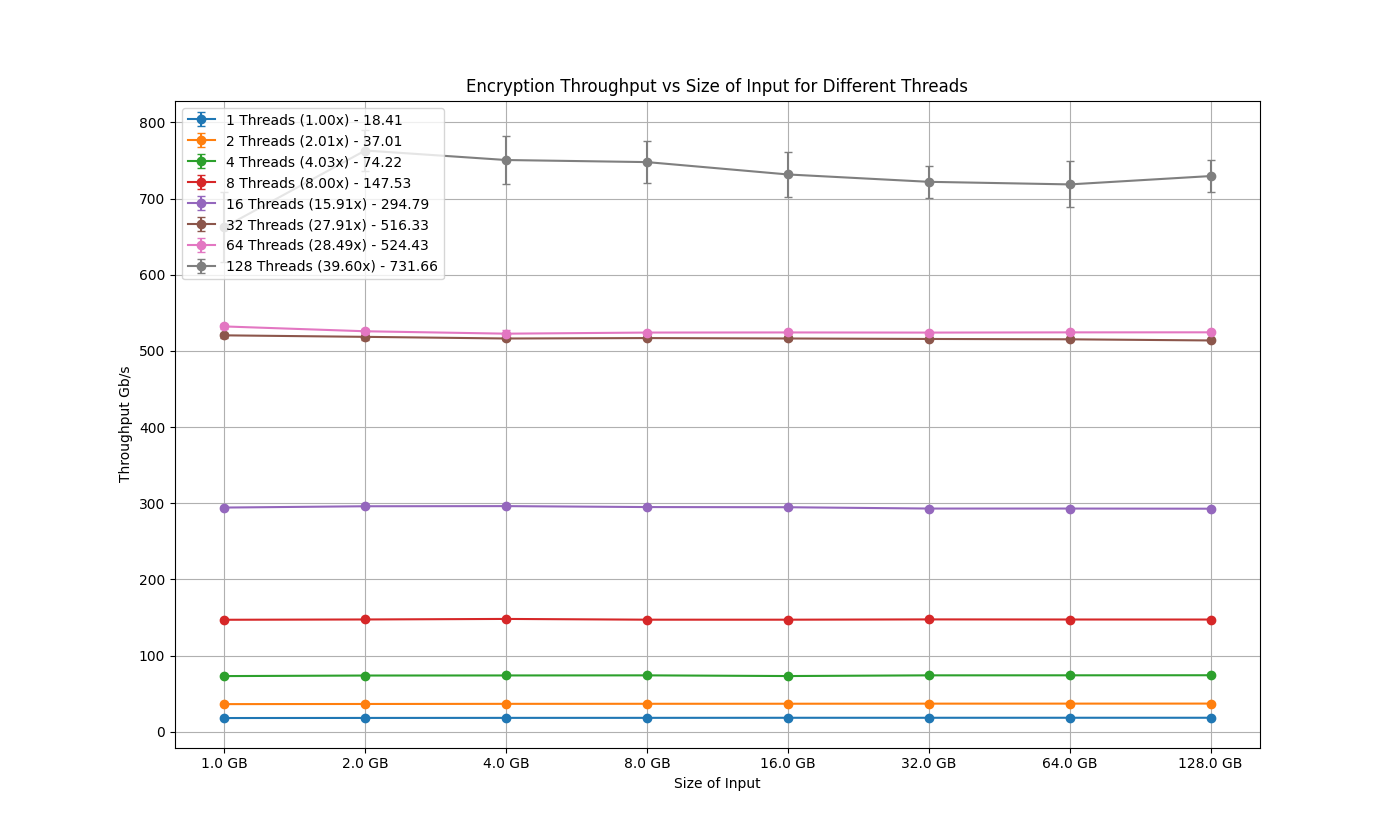 Encryption Throughput vs Size of Input for Different Threads
1 Threads (1.00x) - 18.41
2 Threads (2.01x) - 37.01
4 Threads (4.03x) - 74.22
8 Threads (8.00x) - 147.53
16 Threads (15.91x) - 294.79
32 Threads (27.91x) - 516.33
64 Threads (28.49x) - 524.43
128 Threads (39.60x) - 731.66
800
700
600
500
400
300
200
100
0
Throughput Gb/s
1.0 GB 2.0 GB 4.0 GB 8.0 GB 16.0 GB 32.0 GB 64.0 GB 128.0 GB
Size of Input